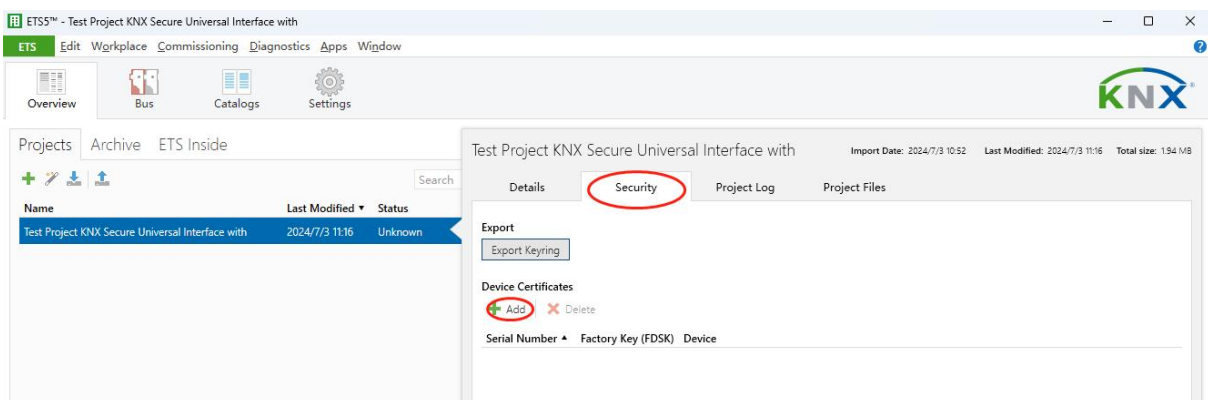 ETS5™ - Test Project KNX Secure Universal Interface with
ETS Edit Workplace Commissioning Diagnostics Apps Window
Overview Bus Catalogs Settings
KNX®
Projects Archive ETS Inside
Search
Name Last Modified Status
Test Project KNX Secure Universal Interface with 2024/7/3 11:16 Unknown
Test Project KNX Secure Universal Interface with Import Date: 2024/7/3 10:52 Last Modified: 2024/7/3 11:16 Total size: 1.94 MB
Details Security Project Log Project Files
Export
Export Keyring
Device Certificates
Add Delete
Serial Number Factory Key (FDSK) Device